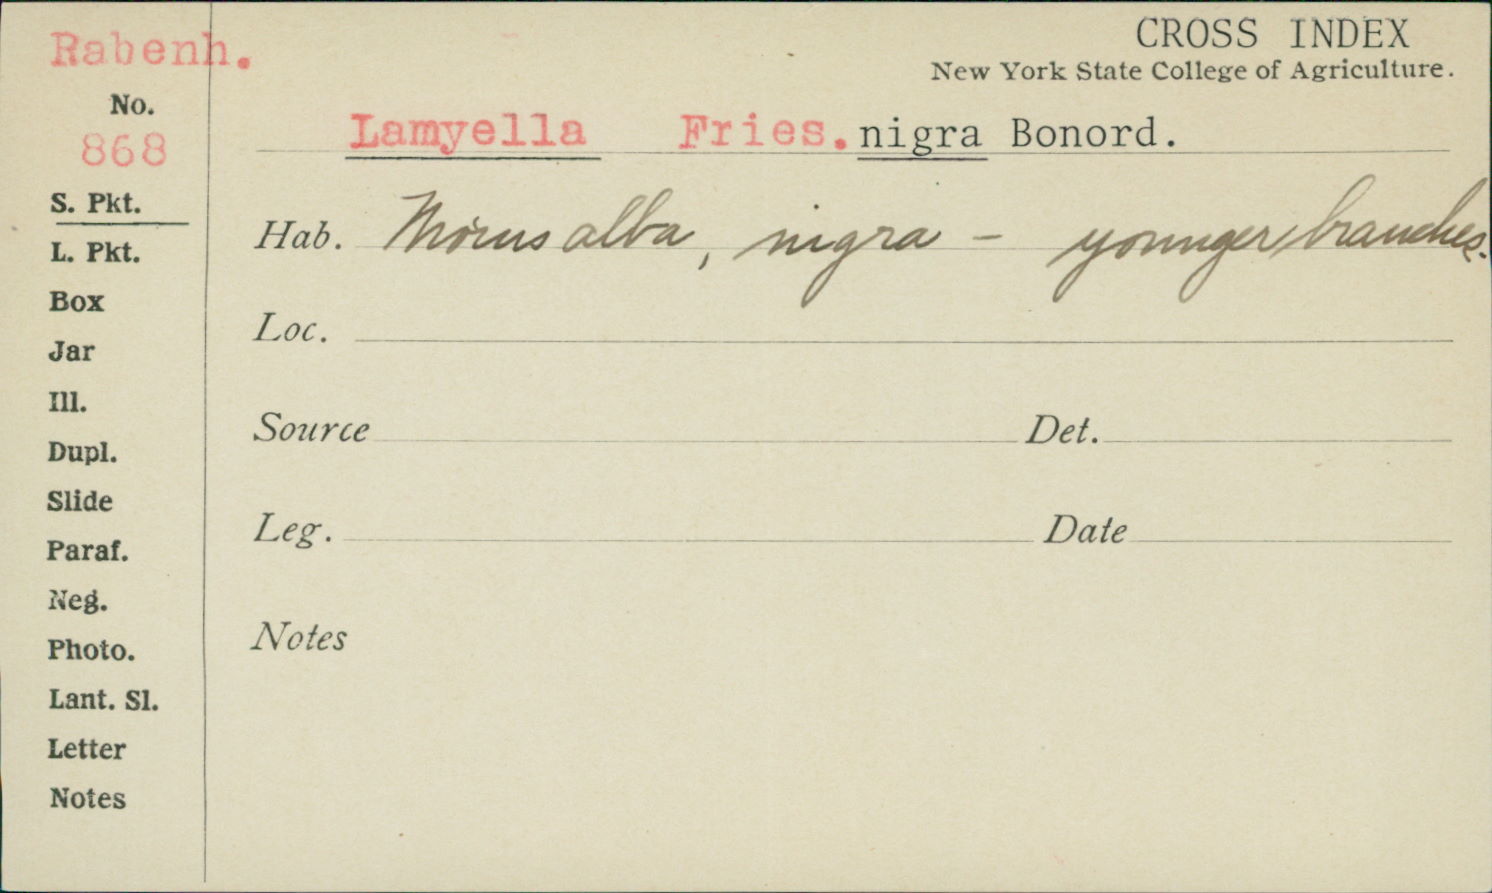 Rabenh.
CROSS INDEX
New York State College of Agriculture.
No.
868
Lamyella Fries. nigra Bonord.
S. Pkt.
Hab. Morus alba, nigra – younger branches.
L. Pkt.
Box
Loc.
Jar
Ill.
Source Det.
Dupl.
Slide
Leg. Date
Paraf.
Neg.
Notes
Photo.
Lant. Sl.
Letter
Notes